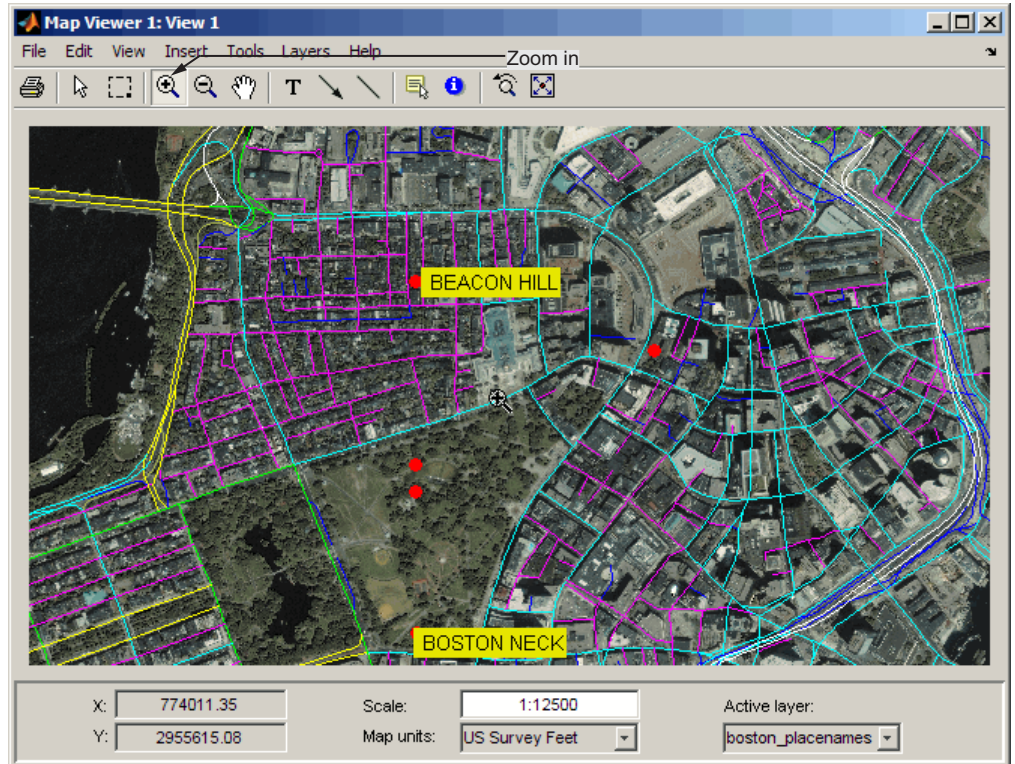 Map Viewer 1: View 1
File Edit View Insert Tools Layers Help
Zoom in
T
BEACON HILL
BOSTON NECK
X: 774011.35 Scale: 1:12500 Active layer:
Y: 2955615.08 Map units: US Survey Feet boston_placenames